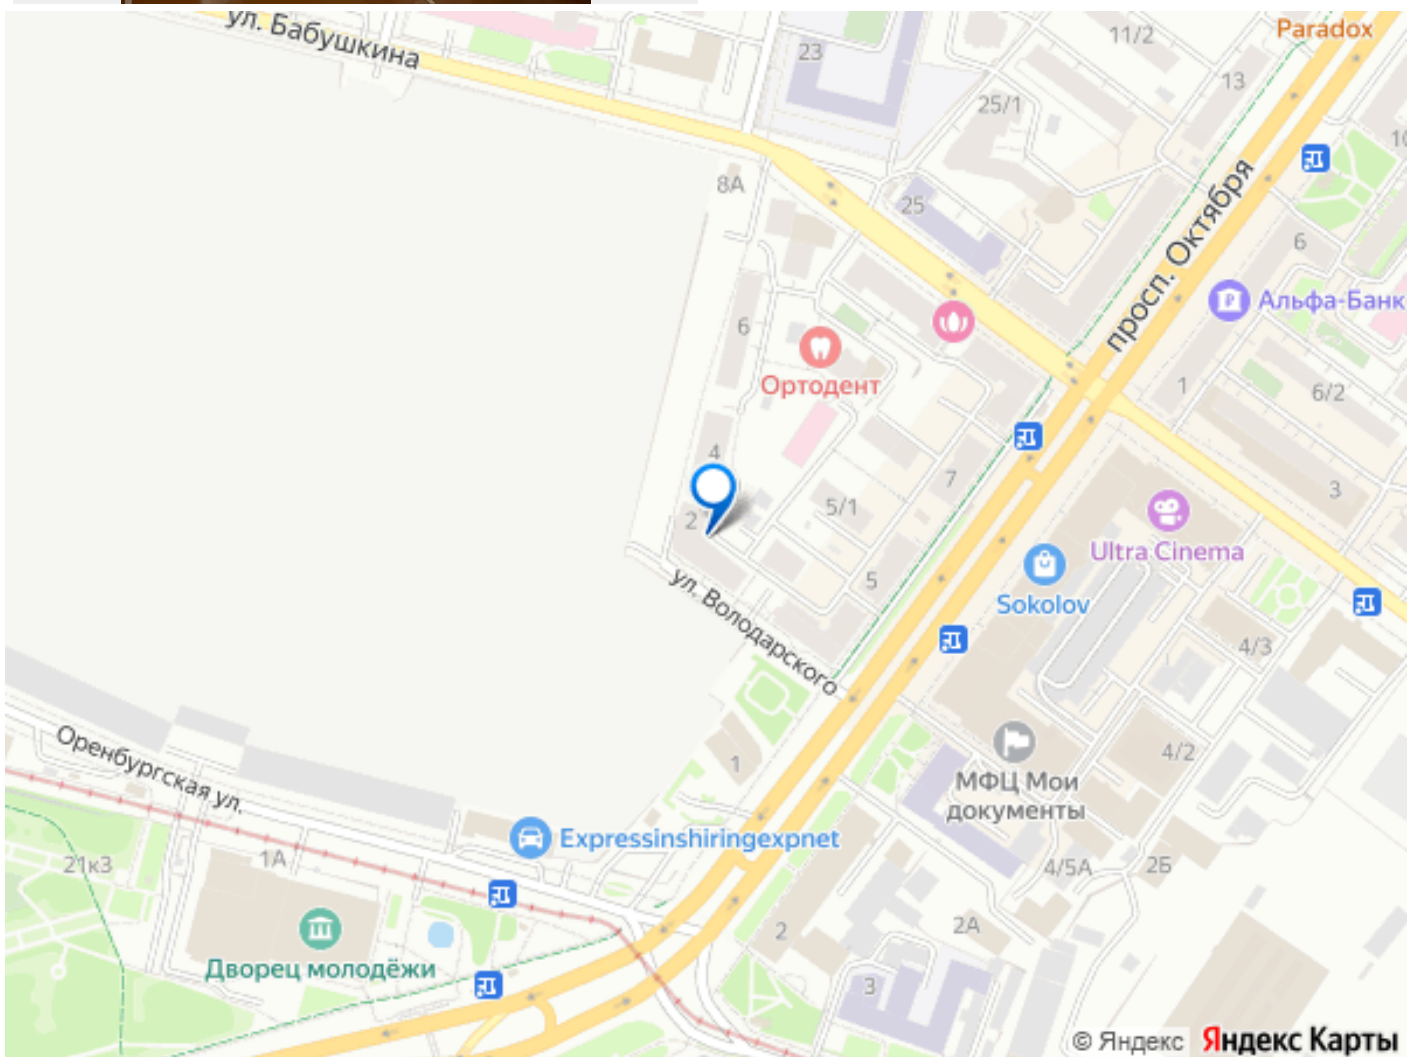 ул. Бабушкина
23
11/2
Paradox
13
25/1
10
8А
25
просп. Октября
6
Альфа-Банк
6
Ортодент
1
6/2
4
7
3
2
5/1
Ultra Cinema
ул. Володарского
5
Sokolov
4/3
Оренбургская ул.
1
МФЦ Мои
документы
4/2
Expressinshiringexpnet
21к3
1А
4/5А
2Б
2
2А
Дворец молодёжи
3
© Яндекс Яндекс Карты